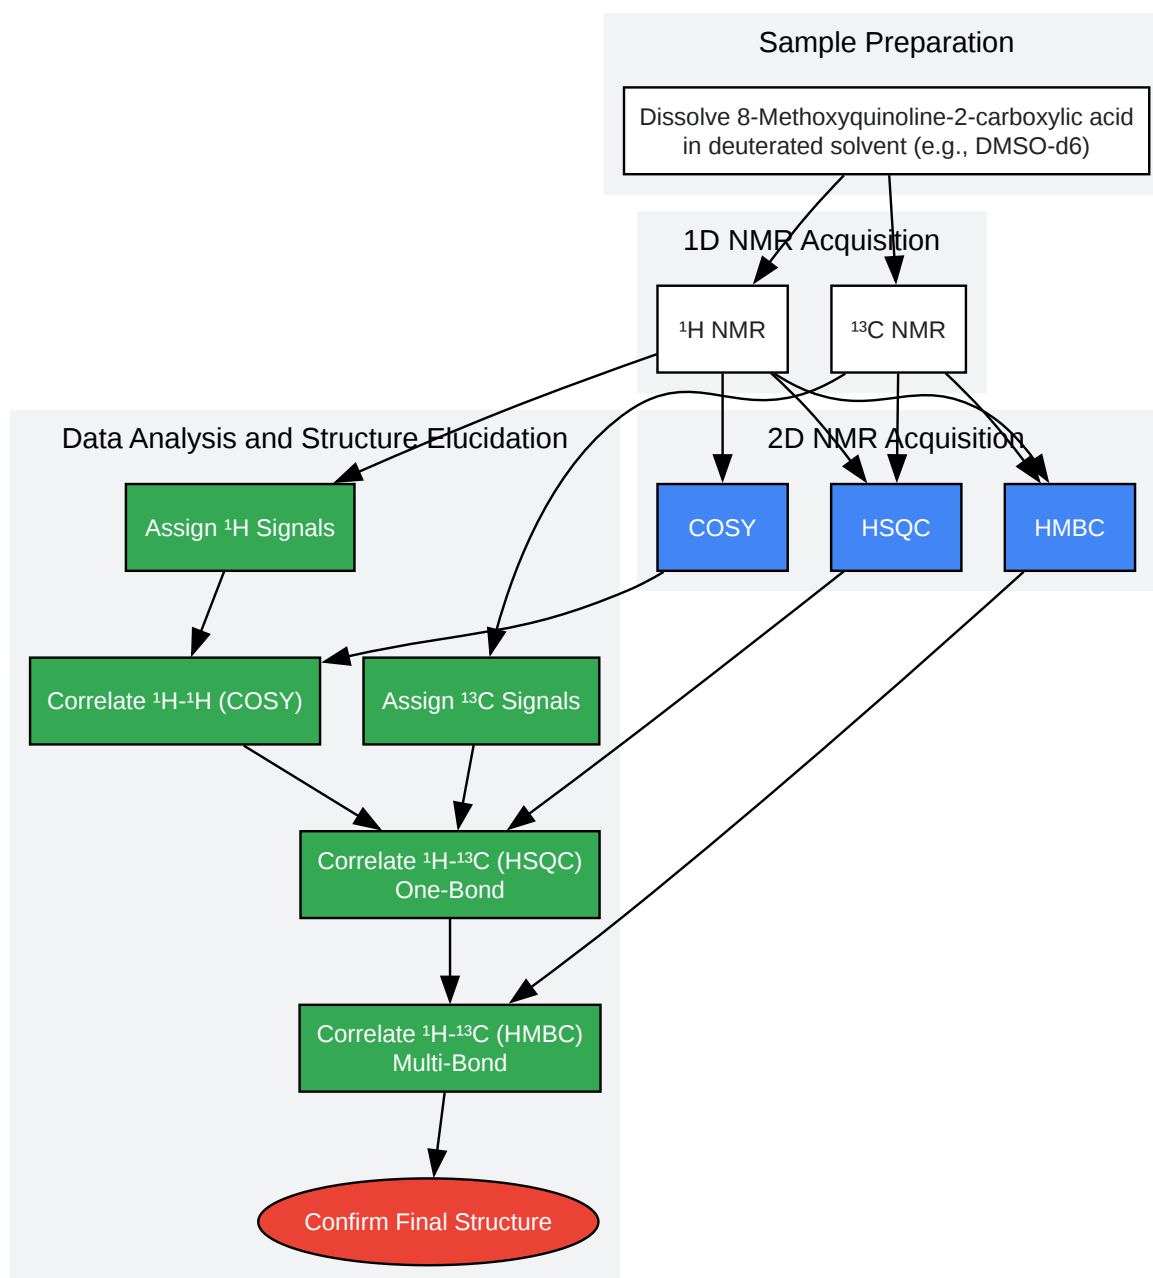 Sample Preparation
Dissolve 8-Methoxyquinoline-2-carboxylic acid
in deuterated solvent (e.g., DMSO-d6)
1D NMR Acquisition
¹H NMR
¹³C NMR
Data Analysis and Structure Elucidation
2D NMR Acquisition
Assign ¹H Signals
COSY
HSQC
HMBC
Correlate ¹H-¹H (COSY)
Assign ¹³C Signals
Correlate ¹H-¹³C (HSQC)
One-Bond
Correlate ¹H-¹³C (HMBC)
Multi-Bond
Confirm Final Structure